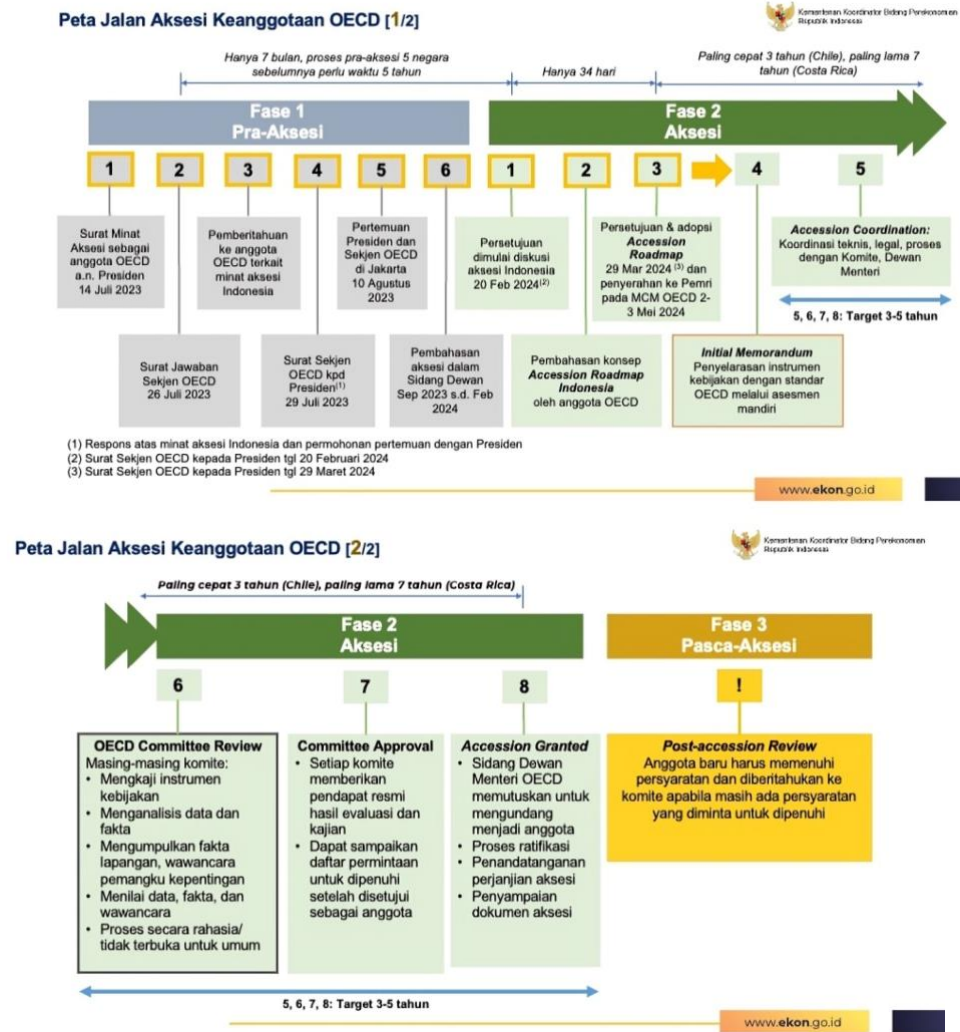 Peta Jalan Aksesi Keanggotaan OECD [1/2]
Kementerian Koordinator Bidang Perekonomian
Republik Indonesia
Hanya 7 bulan, proses pra-aksesi 5 negara
sebelumnya perlu waktu 5 tahun
Hanya 34 hari
Paling cepat 3 tahun (Chile), paling lama 7
tahun (Costa Rica)
Fase 1
Pra-Aksesi
Fase 2
Aksesi
1
2
3
4
5
6
1
2
3
4
5
Surat Minat
Aksesi sebagai
anggota OECD
a.n. Presiden
14 Juli 2023
Pemberitahuan
ke anggota
OECD terkait
minat aksesi
Indonesia
Pertemuan
Presiden dan
Sekjen OECD
di Jakarta
10 Agustus
2023
Persetujuan
dimulai diskusi
aksesi Indonesia
20 Feb 2024(2)
Persetujuan & adopsi
Accession
Roadmap
29 Mar 2024 (3) dan
penyerahan ke Pemri
pada MCM OECD 2-
3 Mei 2024
Accession Coordination:
Koordinasi teknis, legal, proses
dengan Komite, Dewan
Menteri
5, 6, 7, 8: Target 3-5 tahun
Surat Jawaban
Sekjen OECD
26 Juli 2023
Surat Sekjen
OECD kpd
Presiden(1)
29 Juli 2023
Pembahasan
aksesi dalam
Sidang Dewan
Sep 2023 s.d. Feb
2024
Pembahasan konsep
Accession Roadmap
Indonesia
oleh anggota OECD
Initial Memorandum
Penyelarasan instrumen
kebijakan dengan standar
OECD melalui asesmen
mandiri
(1) Respons atas minat aksesi Indonesia dan permohonan pertemuan dengan Presiden
(2) Surat Sekjen OECD kepada Presiden tgl 20 Februari 2024
(3) Surat Sekjen OECD kepada Presiden tgl 29 Maret 2024
www.ekon.go.id
Peta Jalan Aksesi Keanggotaan OECD [2/2]
Kementerian Koordinator Bidang Perekonomian
Republik Indonesia
Paling cepat 3 tahun (Chile), paling lama 7 tahun (Costa Rica)
Fase 2
Aksesi
Fase 3
Pasca-Aksesi
6
7
8
!
OECD Committee Review
Masing-masing komite:
• Mengkaji instrumen
kebijakan
• Menganalisis data dan
fakta
• Mengumpulkan fakta
lapangan, wawancara
pemangku kepentingan
• Menilai data, fakta, dan
wawancara
• Proses secara rahasia/
tidak terbuka untuk umum
Committee Approval
• Setiap komite
memberikan
pendapat resmi
hasil evaluasi dan
kajian
• Dapat sampaikan
daftar permintaan
untuk dipenuhi
setelah disetujui
sebagai anggota
Accession Granted
• Sidang Dewan
Menteri OECD
memutuskan untuk
mengundang
menjadi anggota
• Proses ratifikasi
• Penandatanganan
perjanjian aksesi
• Penyampaian
dokumen aksesi
Post-accession Review
Anggota baru harus memenuhi
persyaratan dan diberitahukan ke
komite apabila masih ada persyaratan
yang diminta untuk dipenuhi
5, 6, 7, 8: Target 3-5 tahun
www.ekon.go.id